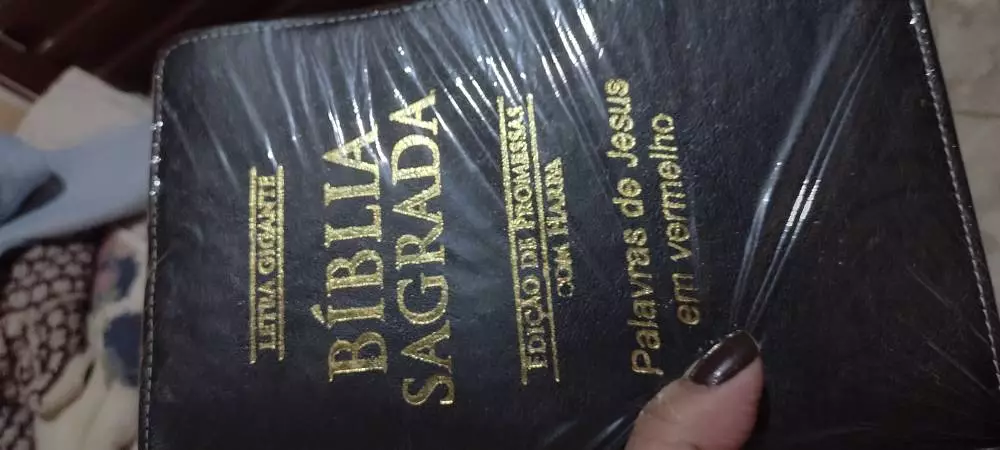 LETRA GIGANTE
BÍBLIA
SAGRADA
EDIÇÃO DE PROMESSAS
COM HARPA
Palavras de Jesus
em vermelho